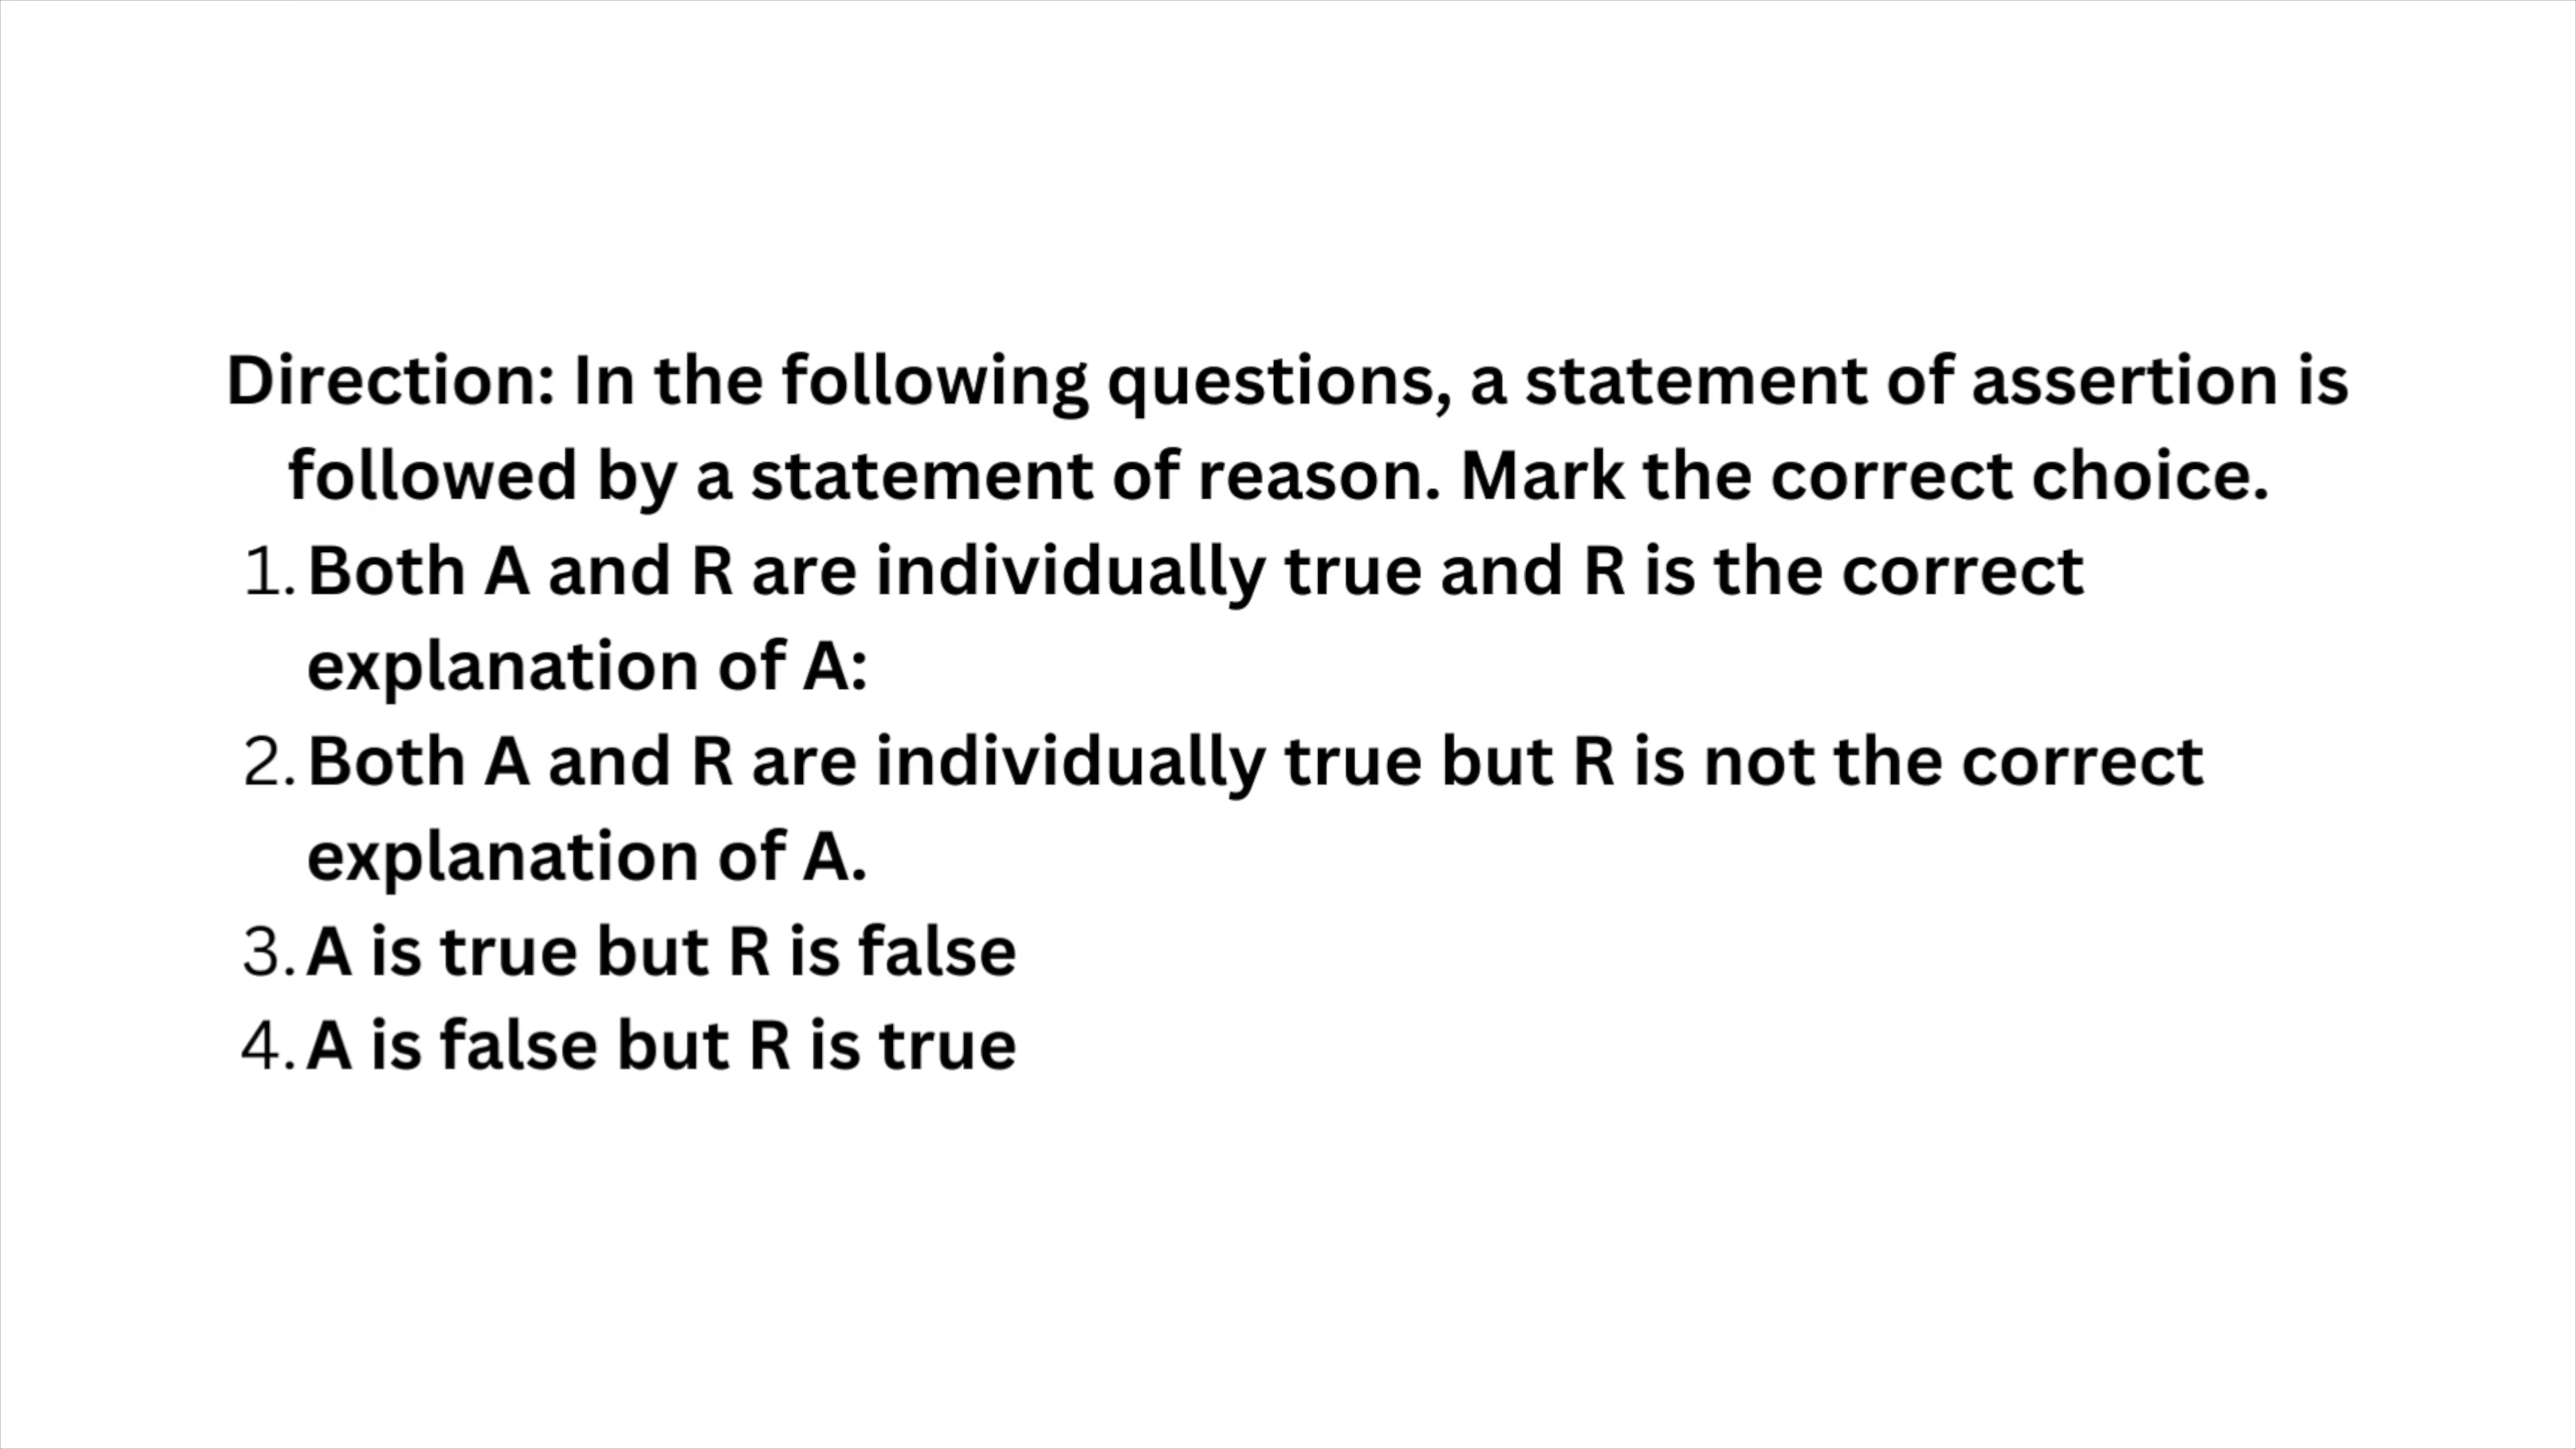 Direction: In the following questions, a statement of assertion is
followed by a statement of reason. Mark the correct choice.
1. Both A and R are individually true and R is the correct
explanation of A:
2. Both A and R are individually true but R is not the correct
explanation of A.
3. A is true but R is false
4. A is false but R is true